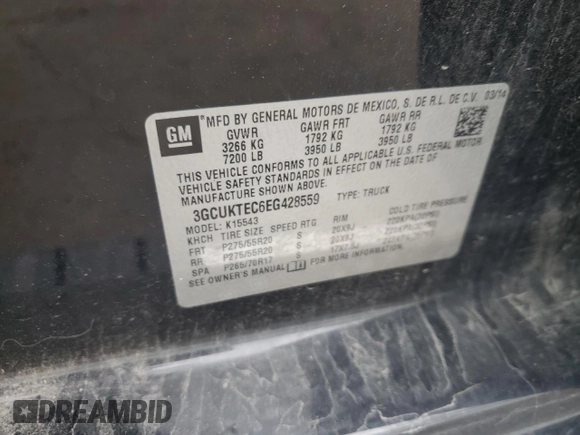 GM
MFD BY GENERAL MOTORS DE MEXICO, S. DE R.L. DE C.V. 03/14
GVWR GAWR FRT GAWR RR
3266 KG 1792 KG 1792 KG
7200 LB 3950 LB 3950 LB
THIS VEHICLE CONFORMS TO ALL APPLICABLE U.S. FEDERAL MOTOR
VEHICLE SAFETY STANDARDS IN EFFECT ON THE DATE OF
MANUFACTURE SHOWN ABOVE.
3GCUKTEC6EG428559 TYPE: TRUCK
MODEL: K15543
KHCH TIRE SIZE SPEED RTG RIM COLD TIRE PRESSURE
FRT P275/55R20 S 20X9J
RR P275/55R20 S 20X9J
SPA P265/70R17 S
SEE OWNER'S MANUAL FOR MORE INFORMATION.
DREAMBID